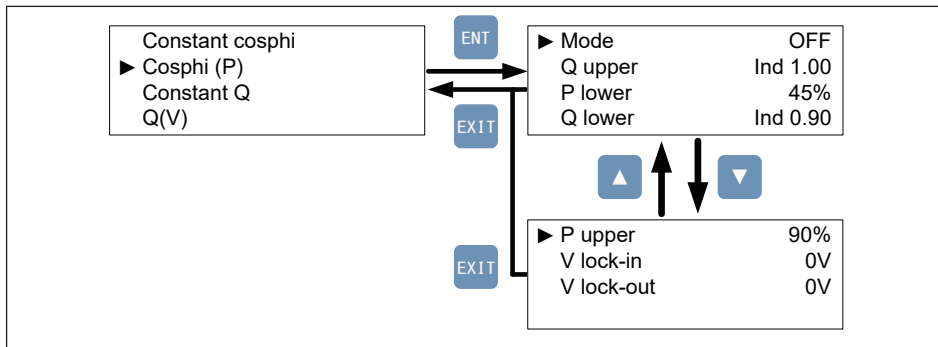 Constant cosphi
► Cosphi (P)
Constant Q
Q(V)
ENT
EXIT
► Mode OFF
Q upper Ind 1.00
P lower 45%
Q lower Ind 0.90
▲
▼
EXIT
► P upper 90%
V lock-in 0V
V lock-out 0V